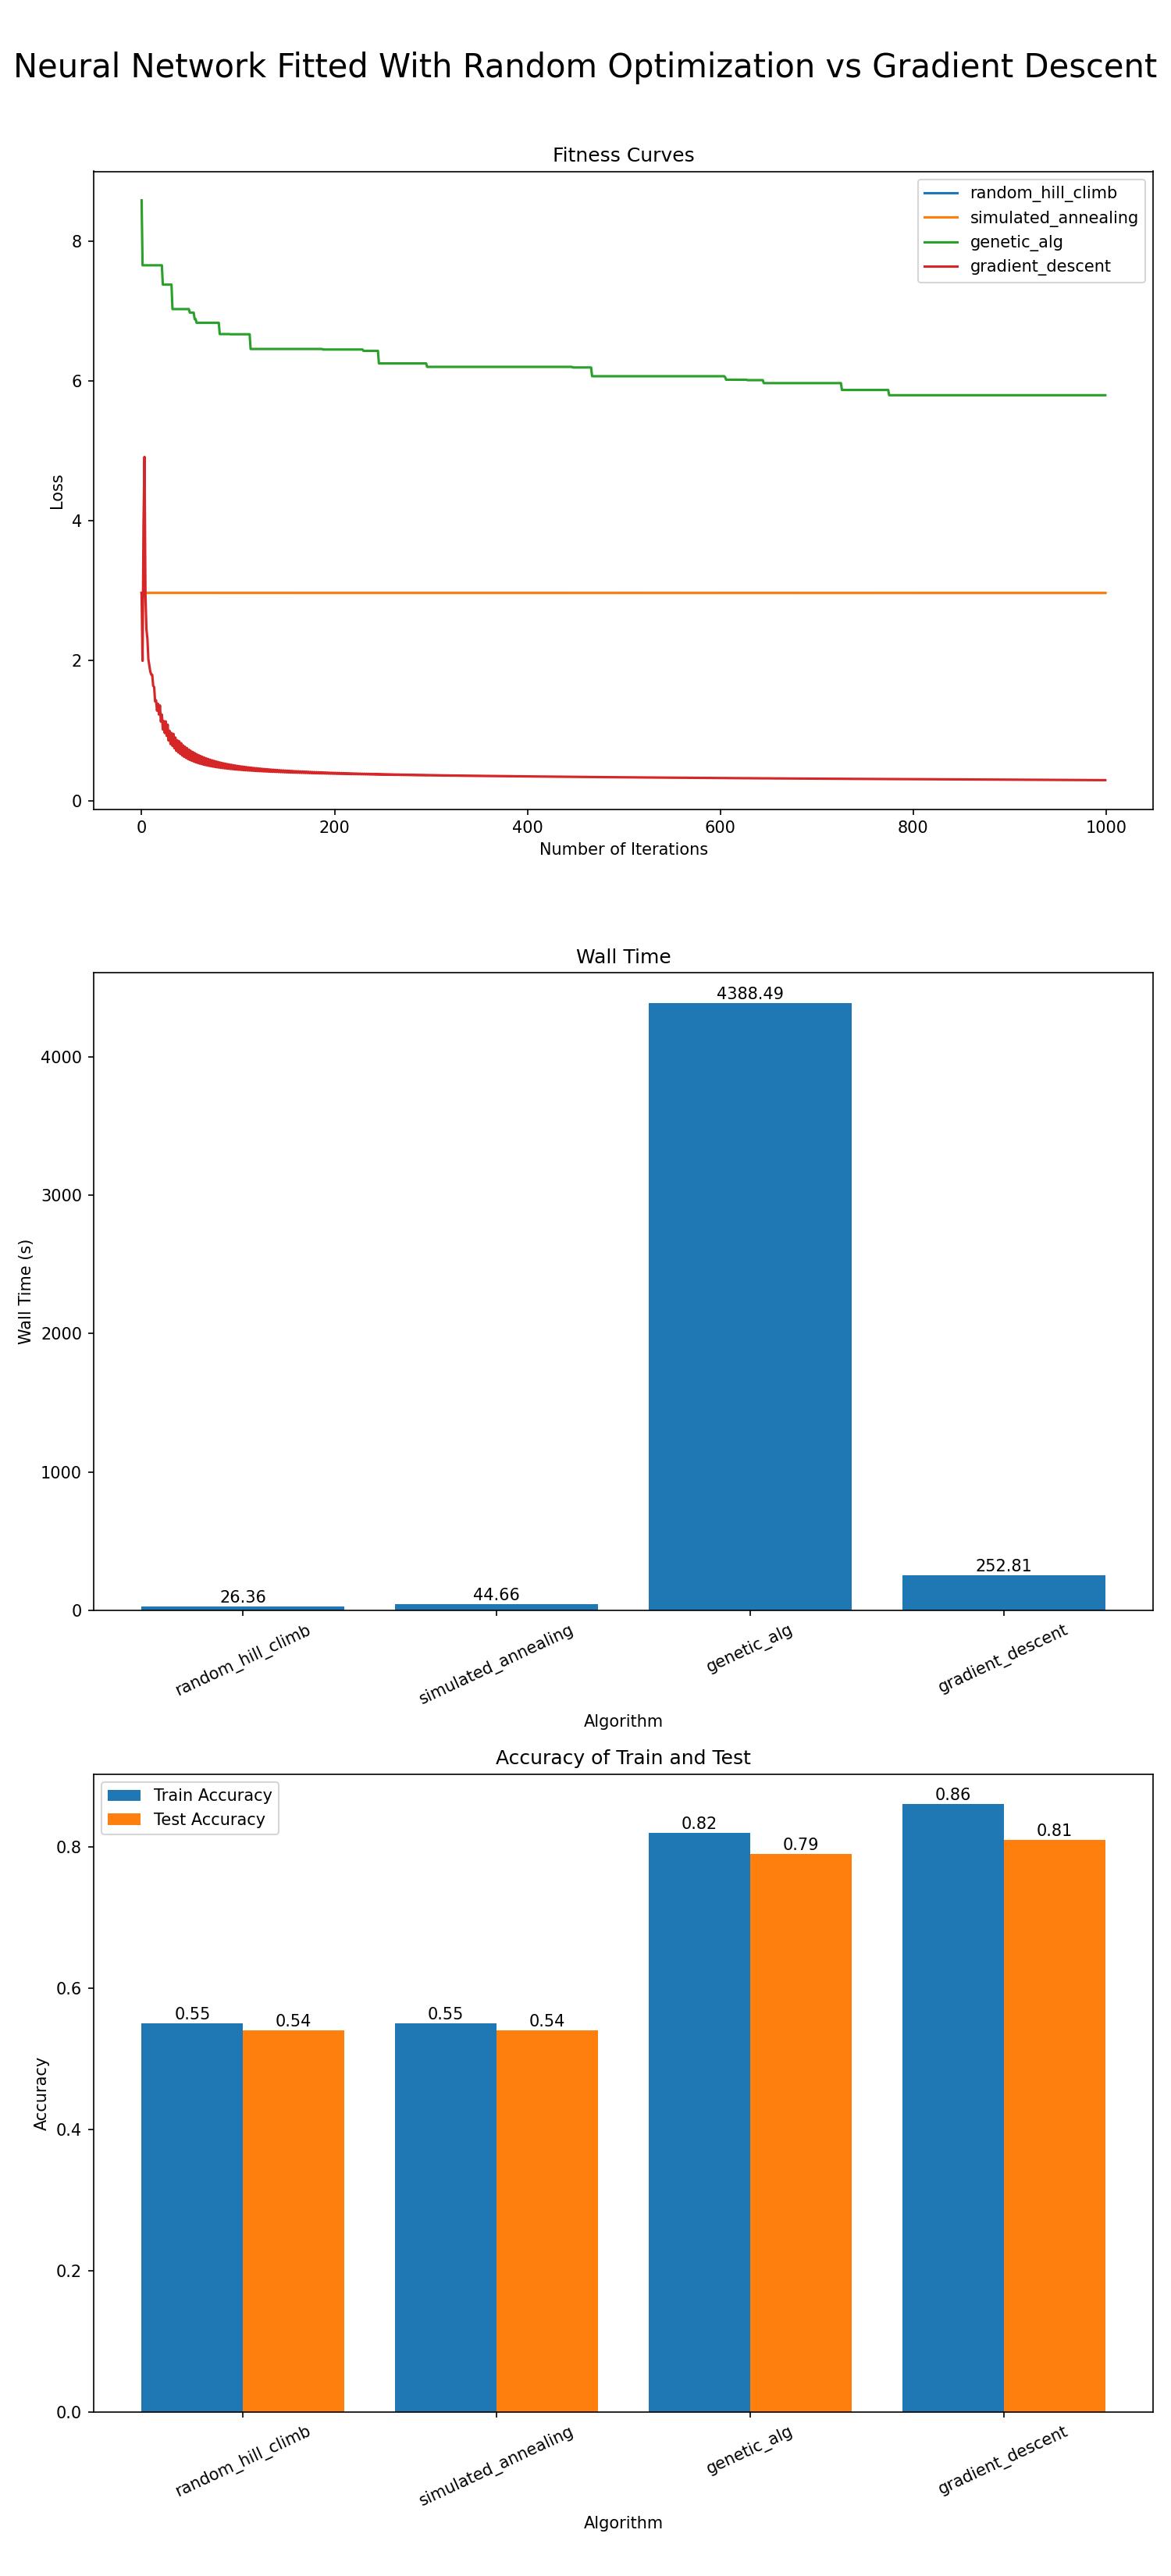 Neural Network Fitted With Random Optimization vs Gradient Descent
Fitness Curves
random_hill_climb
simulated_annealing
genetic_alg
gradient_descent
8
6
4
2
0
Loss
0 200 400 600 800 1000
Number of Iterations
Wall Time
4388.49
4000
3000
2000
1000
0
Wall Time (s)
26.36
44.66
252.81
random_hill_climb
simulated_annealing
genetic_alg
gradient_descent
Algorithm
Accuracy of Train and Test
Train Accuracy
Test Accuracy
0.8
0.6
0.4
0.2
0.0
Accuracy
0.55
0.54
0.55
0.54
0.82
0.79
0.86
0.81
random_hill_climb
simulated_annealing
genetic_alg
gradient_descent
Algorithm